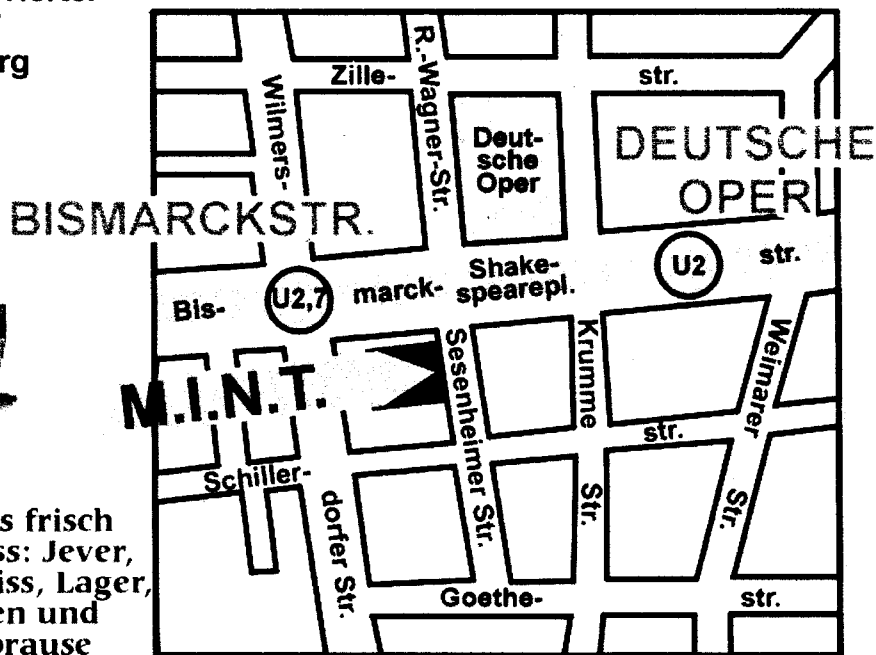 rg
Zille-
str.
R.-Wagner-Str.
Wilmers-
Deut-
sche
Oper
DEUTSCHE
OPER
BISMARCKSTR.
Bis-
U2,7
marck-
Shake-
spearepl.
U2
str.
M.I.N.T.
Sesenheimer Str.
Krumme
Str.
Weimarer
Str.
Schiller-
str.
dorfer Str.
Goethe-
str.
s frisch
ss: Jever,
iss, Lager,
en und
brause